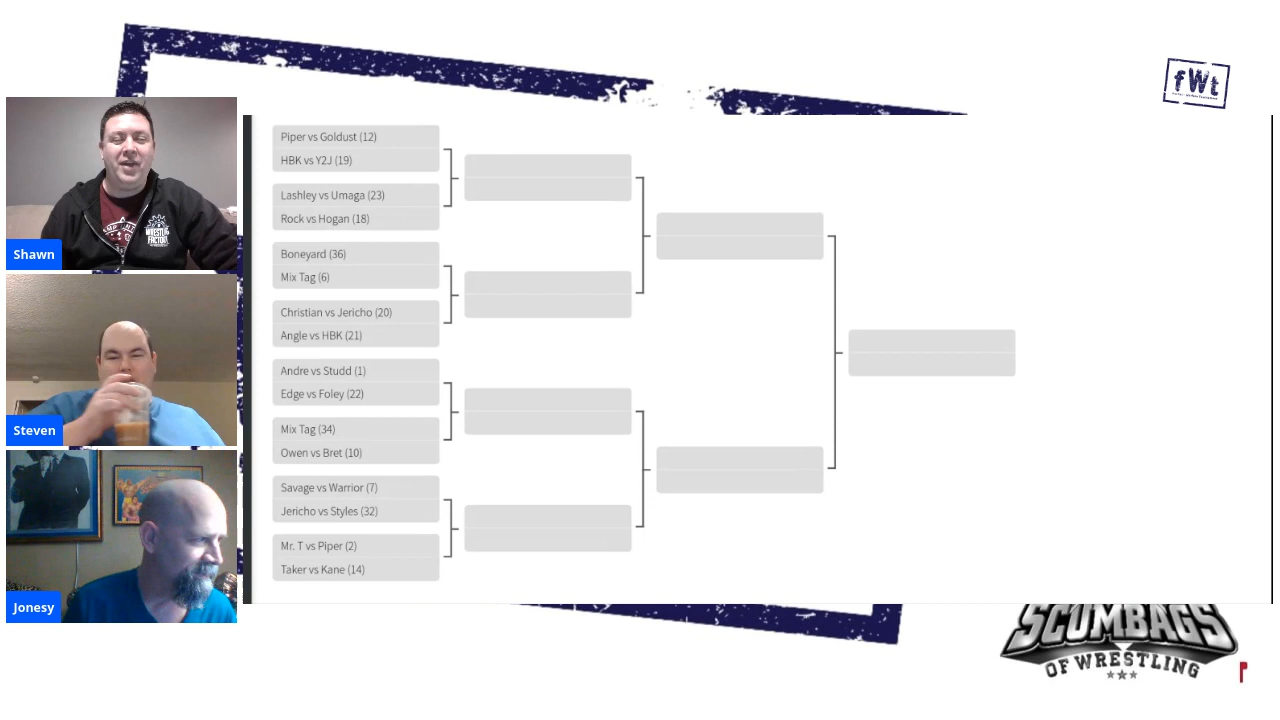 fWt
Shawn
Steven
Jonesy
WRESTLING
FACTORY
Piper vs Goldust (12)
HBK vs Y2J (19)
Lashley vs Umaga (23)
Rock vs Hogan (18)
Boneyard (36)
Mix Tag (6)
Christian vs Jericho (20)
Angle vs HBK (21)
Andre vs Studd (1)
Edge vs Foley (22)
Mix Tag (34)
Owen vs Bret (10)
Savage vs Warrior (7)
Jericho vs Styles (32)
Mr. T vs Piper (2)
Taker vs Kane (14)
SCUMBAGS
OF WRESTLING